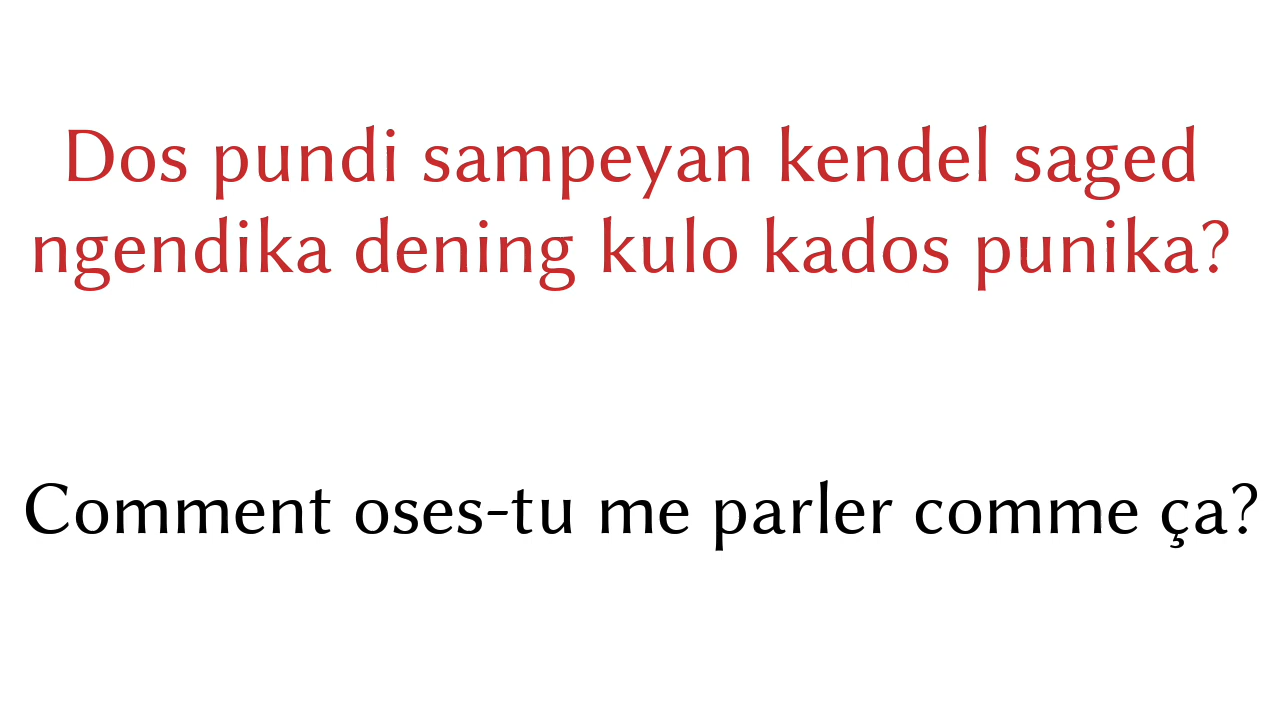 Dos pundi sampeyan kendel saged
ngendika dening kulo kados punika?
Comment oses-tu me parler comme ça?